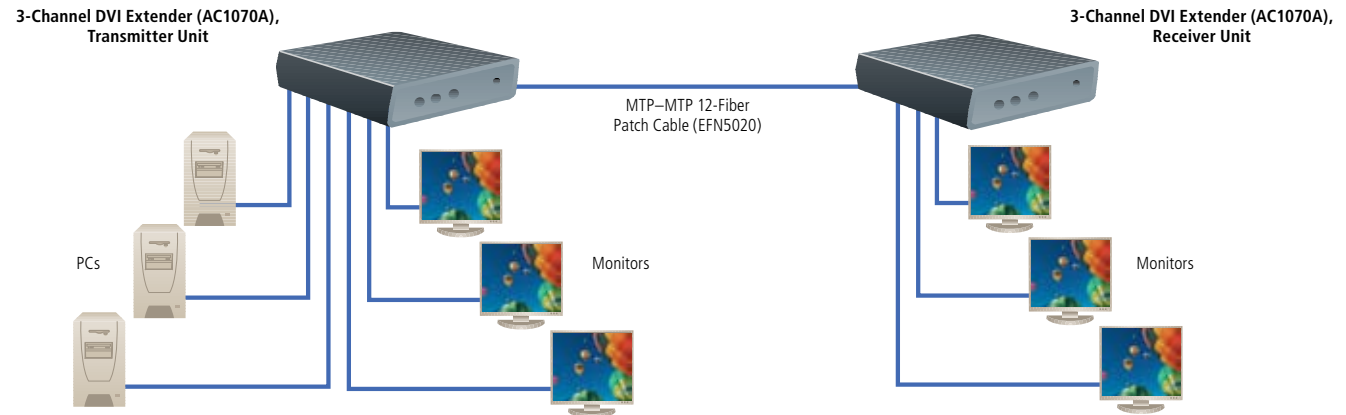 3-Channel DVI Extender (AC1070A),
Transmitter Unit
3-Channel DVI Extender (AC1070A),
Receiver Unit
MTP–MTP 12-Fiber
Patch Cable (EFN5020)
PCs
Monitors
Monitors